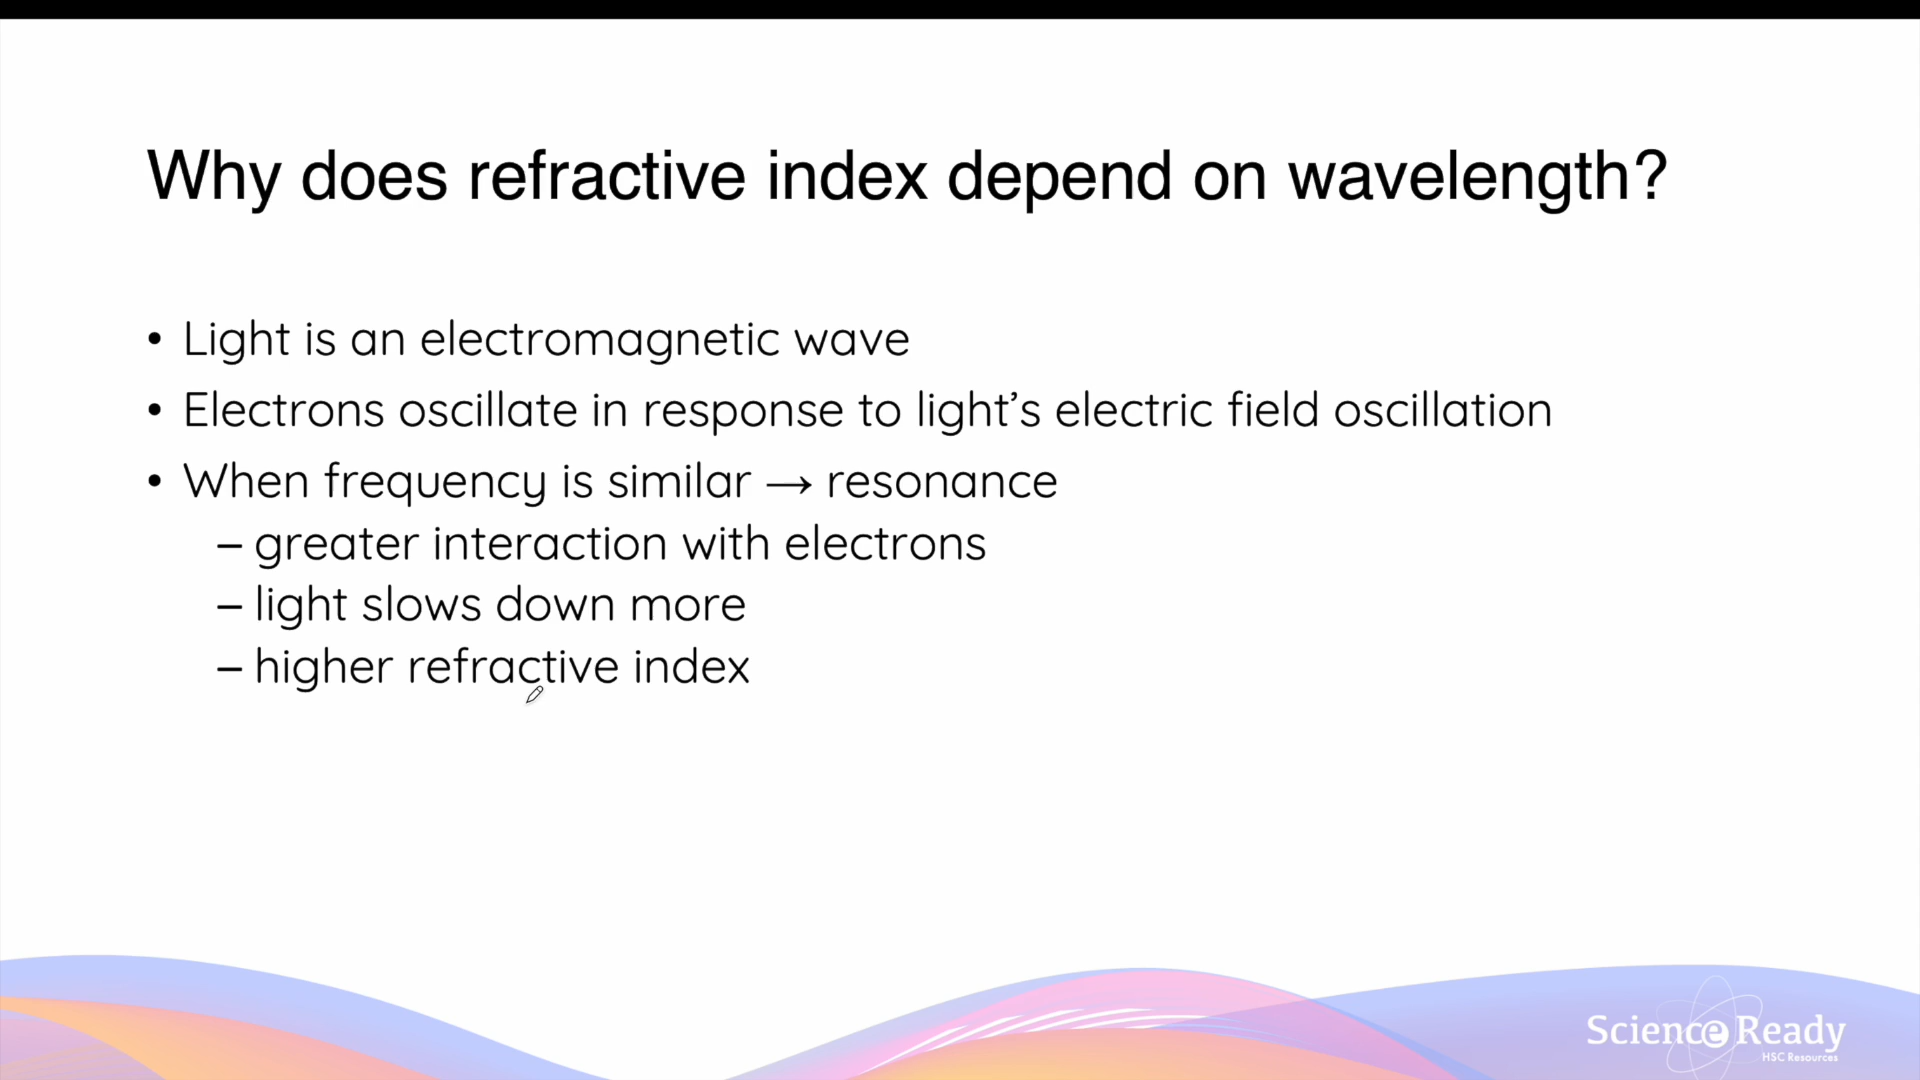 Why does refractive index depend on wavelength?
• Light is an electromagnetic wave
• Electrons oscillate in response to light’s electric field oscillation
• When frequency is similar → resonance
– greater interaction with electrons
– light slows down more
– higher refractive index
Science Ready
HSC Resources